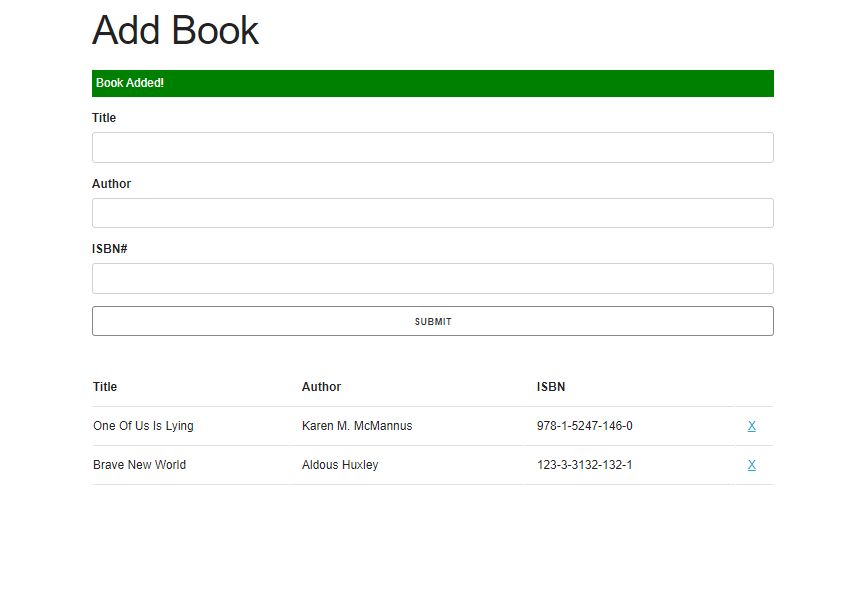 Add Book
Book Added!
Title
Author
ISBN#
SUBMIT
Title Author ISBN
One Of Us Is Lying Karen M. McMannus 978-1-5247-146-0 X
Brave New World Aldous Huxley 123-3-3132-132-1 X